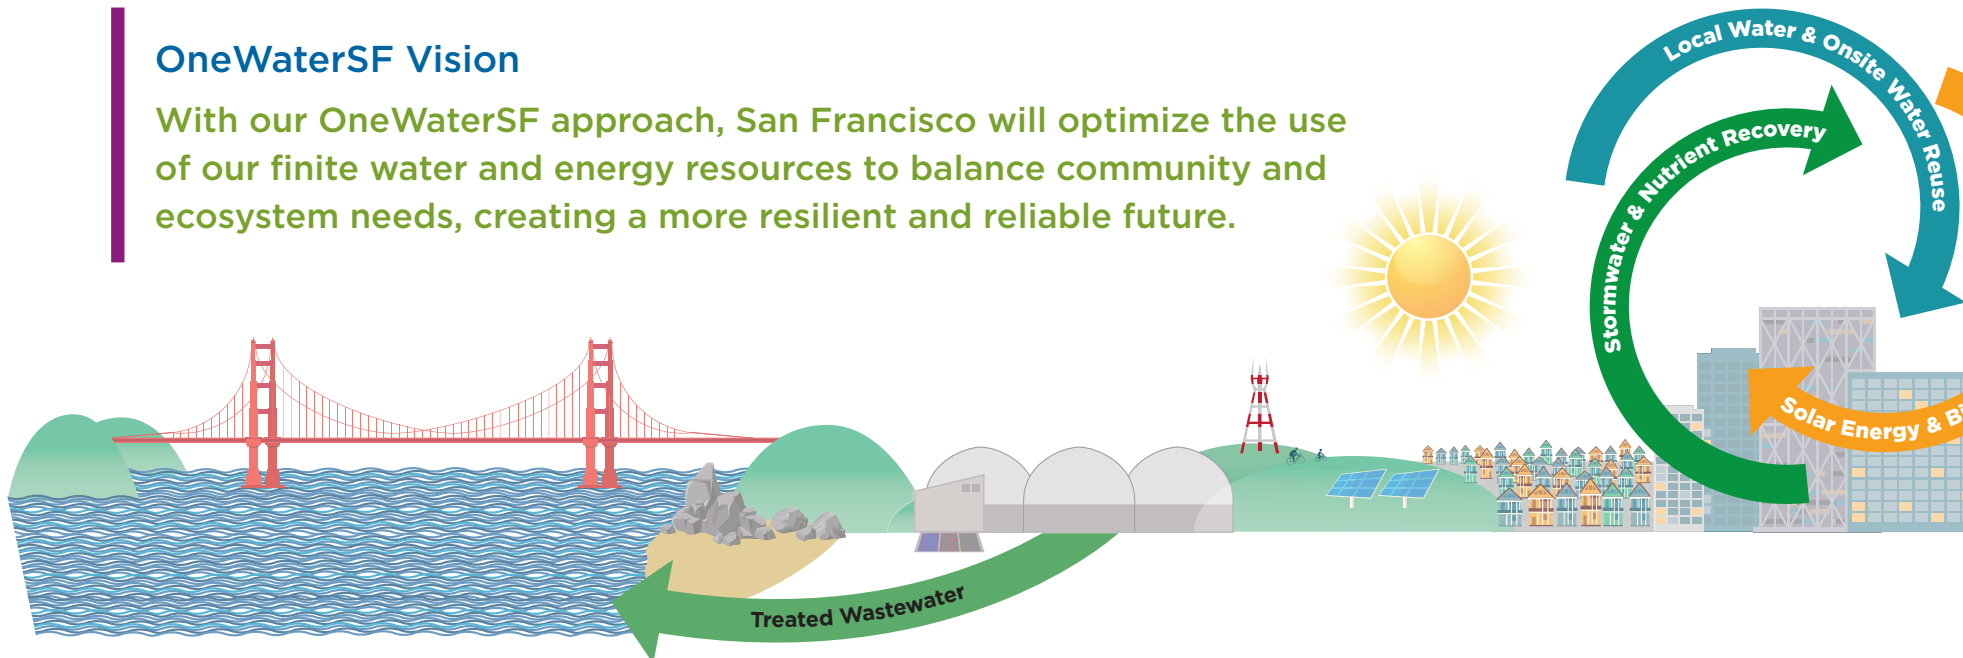 OneWaterSF Vision
With our OneWaterSF approach, San Francisco will optimize the use
of our finite water and energy resources to balance community and
ecosystem needs, creating a more resilient and reliable future.
Local Water & Onsite Water Reuse
Stormwater & Nutrient Recovery
Solar Energy & Bi
Treated Wastewater